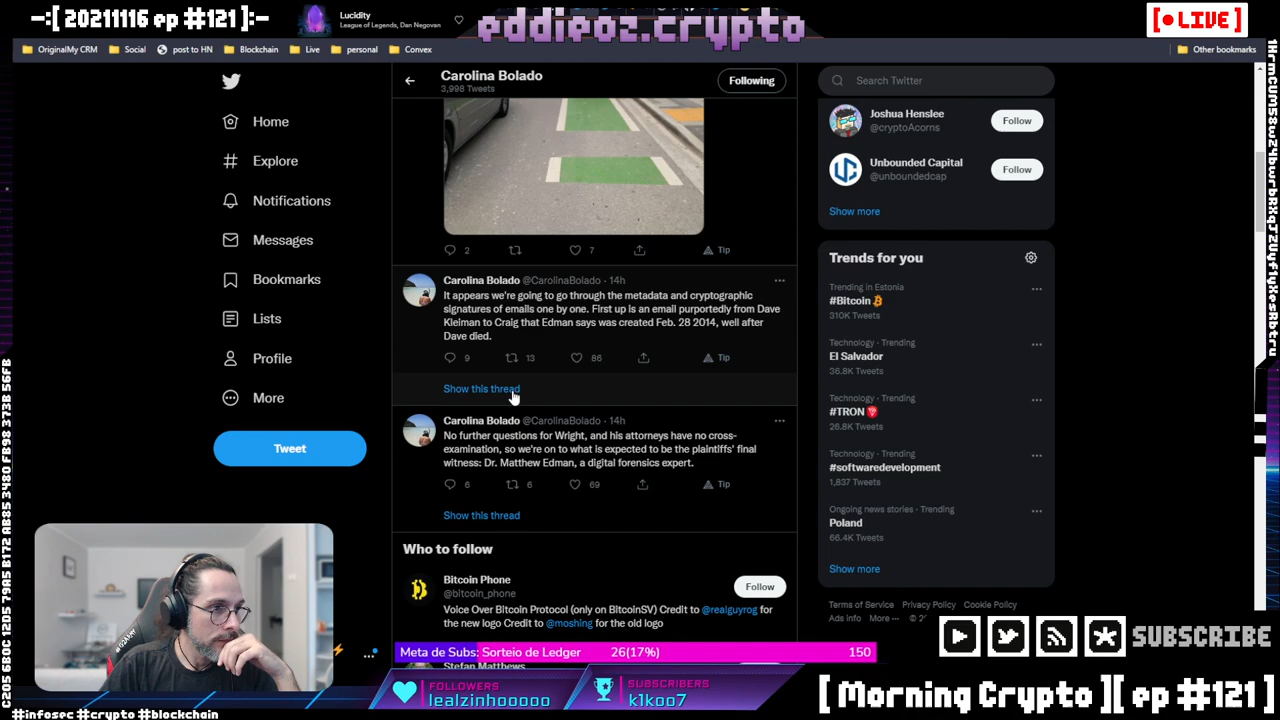 -:[ 20211116 ep #121 ]:-
Lucidity
League of Legends, Dan Negovan
eddieoz.crypto
[ LIVE ]
OriginalMy CRM
Social
post to HN
Blockchain
Live
personal
Convex
Other bookmarks
Home
Explore
Notifications
Messages
Bookmarks
Lists
Profile
More
Tweet
Carolina Bolado
3,998 Tweets
Following
2
7
Tip
Carolina Bolado @CarolinaBolado · 14h
It appears we're going to go through the metadata and cryptographic
signatures of emails one by one. First up is an email purportedly from Dave
Kleiman to Craig that Edman says was created Feb. 28 2014, well after
Dave died.
9
13
86
Tip
Show this thread
Carolina Bolado @CarolinaBolado · 14h
No further questions for Wright, and his attorneys have no cross-
examination, so we're on to what is expected to be the plaintiffs' final
witness: Dr. Matthew Edman, a digital forensics expert.
6
6
69
Tip
Show this thread
Who to follow
Bitcoin Phone
@bitcoin_phone
Follow
Voice Over Bitcoin Protocol (only on BitcoinSV) Credit to @realguyrog for
the new logo Credit to @moshing for the old logo
Stefan Matthews
Search Twitter
Joshua Henslee
@cryptoAcorns
Follow
Unbounded Capital
@unboundedcap
Follow
Show more
Trends for you
Trending in Estonia
#Bitcoin
310K Tweets
Technology · Trending
El Salvador
36.8K Tweets
Technology · Trending
#TRON
26.8K Tweets
Technology · Trending
#softwaredevelopment
1,837 Tweets
Ongoing news stories · Trending
Poland
66.4K Tweets
Show more
Terms of Service Privacy Policy Cookie Policy
Ads info More ···
Meta de Subs: Sorteio de Ledger 26(17%) 150
FOLLOWERS
lealzinhooooo
SUBSCRIBERS
k1koo7
SUBSCRIBE
[ Morning Crypto ][ ep #121 ]
#infosec #crypto #blockchain
C2F05 6B0C 12D5 79A5 B172 AB35 3480 FB98 373B 56FB